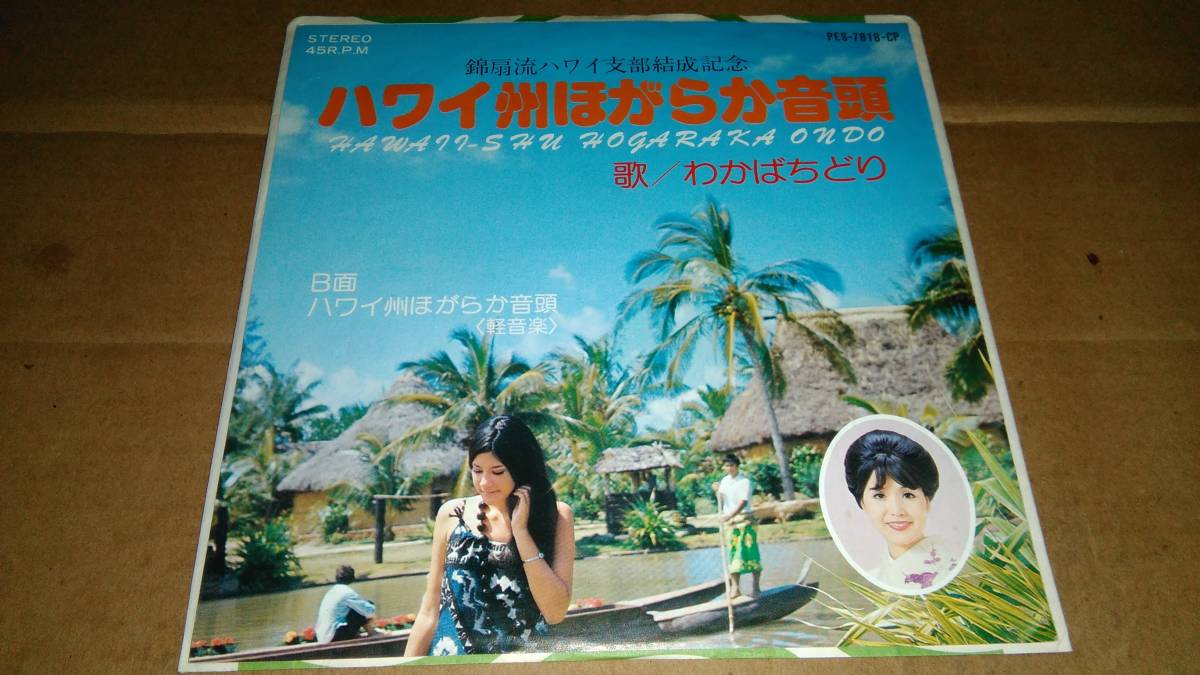 STEREO
45R.P.M
PES-7818-CP
錦扇流ハワイ支部結成記念
ハワイ州ほがらか音頭
HAWAII-SHU HOGARAKA ONDO
歌／わかばちどり
B面
ハワイ州ほがらか音頭
〈軽音楽〉